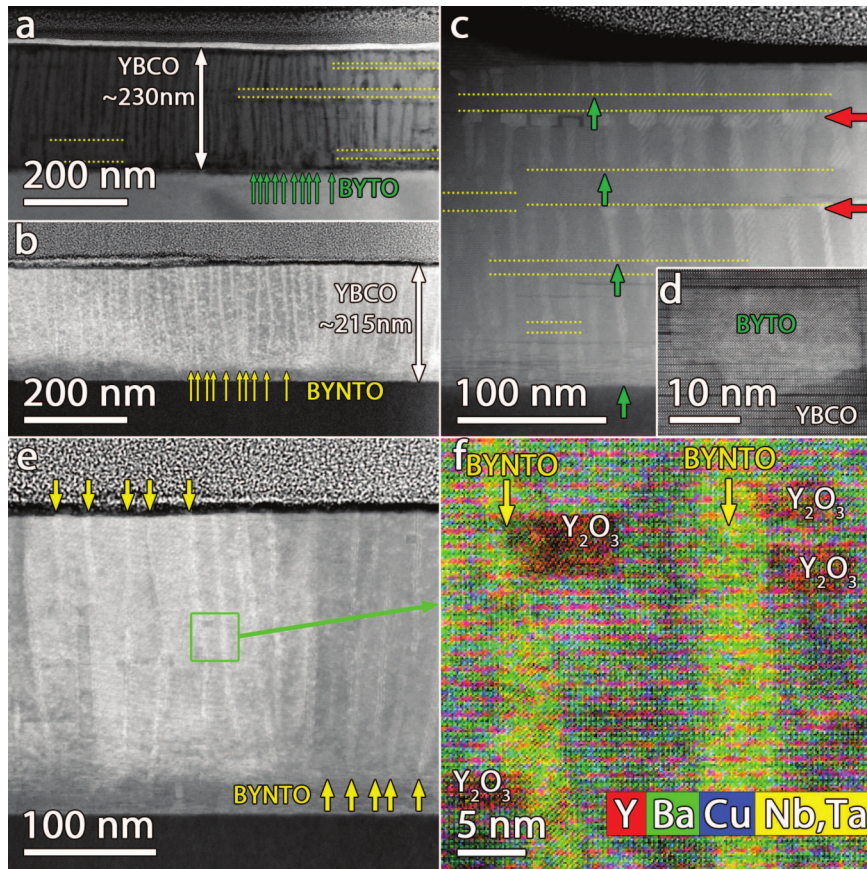 a
YBCO
~230nm
200 nm
BYTO
b
YBCO
~215nm
200 nm
BYNTO
c
100 nm
d
BYTO
10 nm
YBCO
e
BYNTO
100 nm
f
BYNTO
BYNTO
Y₂O₃
Y₂O₃
Y₂O₃
Y₂O₃
5 nm
Y Ba Cu Nb,Ta